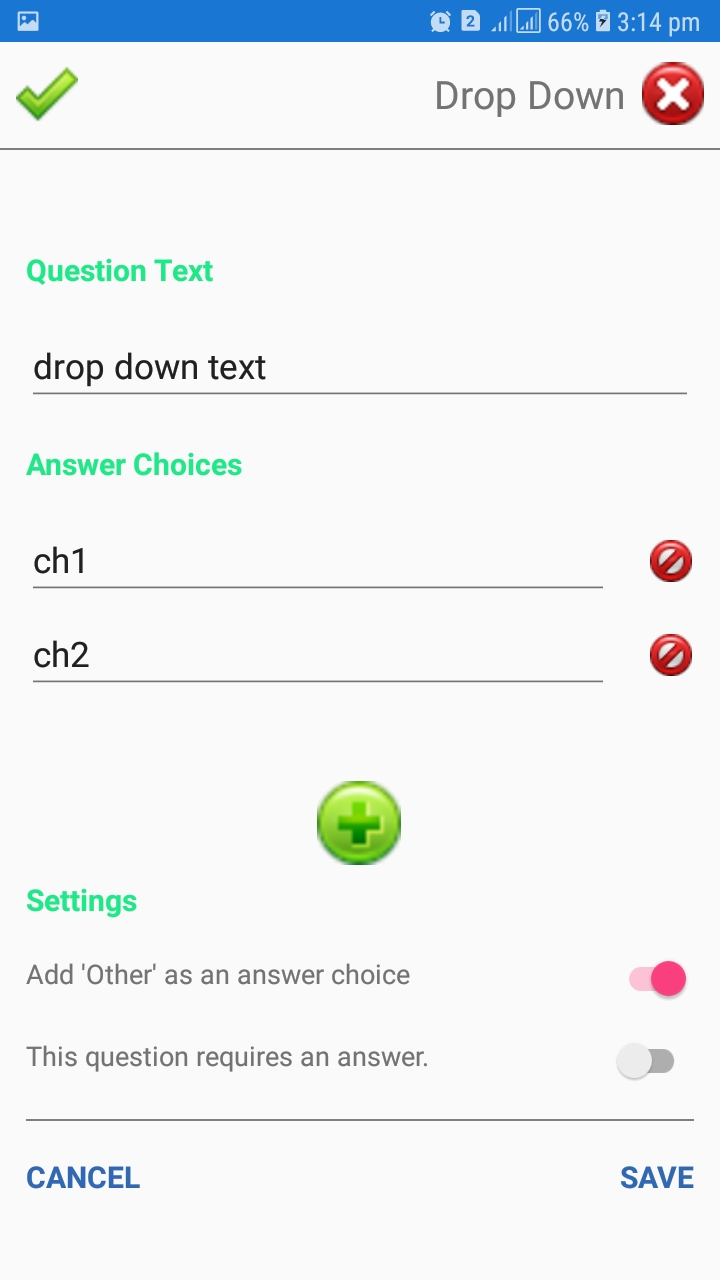 2 66% 3:14 pm
Drop Down
Question Text
drop down text
Answer Choices
ch1
ch2
Settings
Add 'Other' as an answer choice
This question requires an answer.
CANCEL SAVE